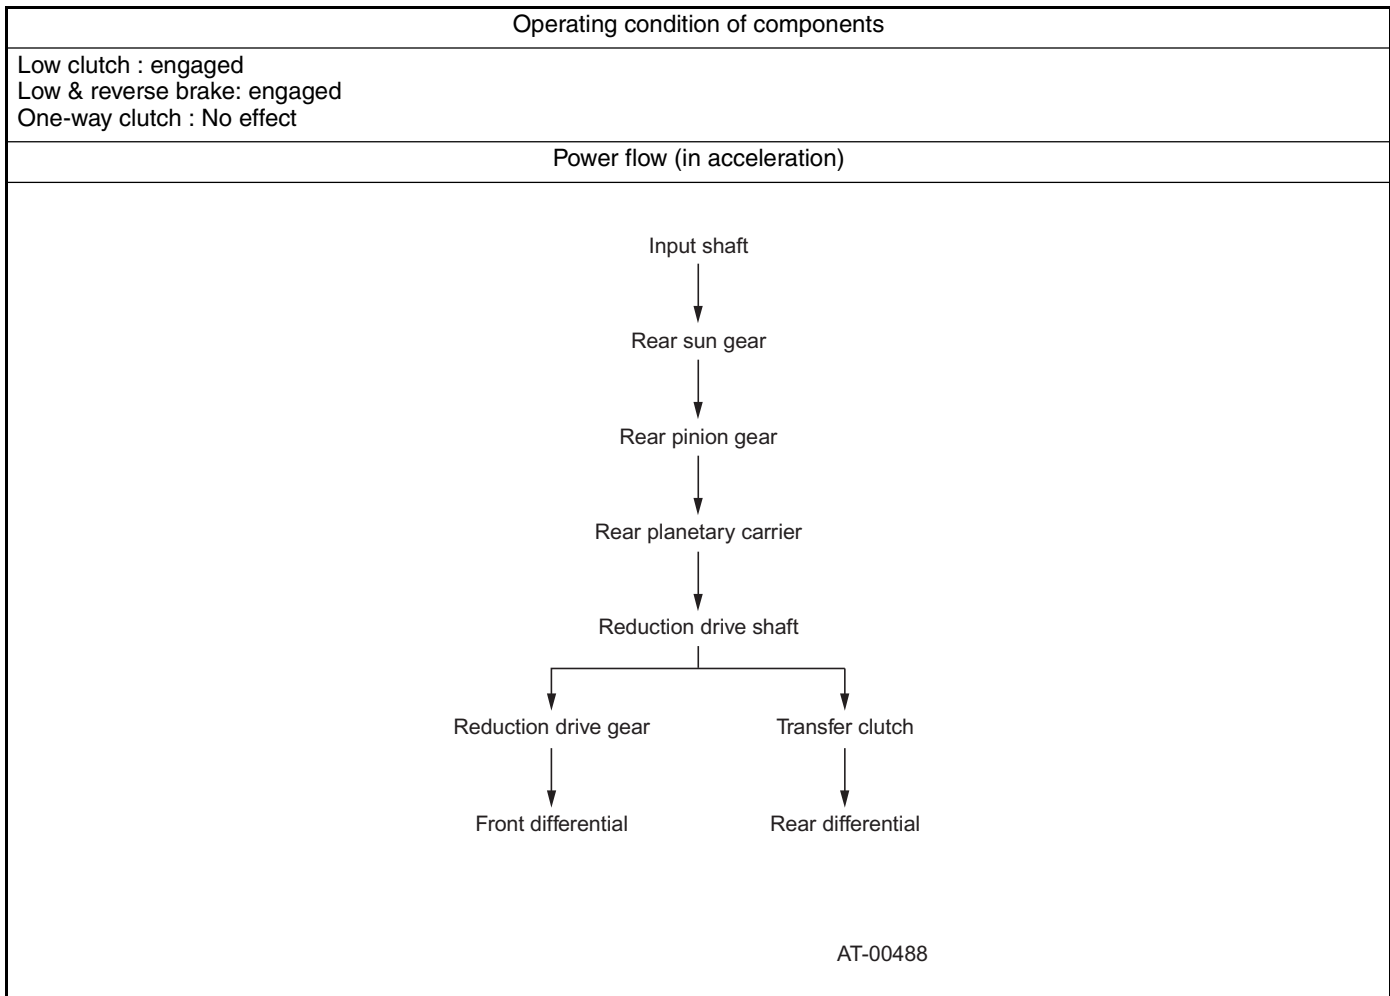 Operating condition of components
Low clutch : engaged
Low & reverse brake: engaged
One-way clutch : No effect
Power flow (in acceleration)
Input shaft
Rear sun gear
Rear pinion gear
Rear planetary carrier
Reduction drive shaft
Reduction drive gear
Transfer clutch
Front differential
Rear differential
AT-00488